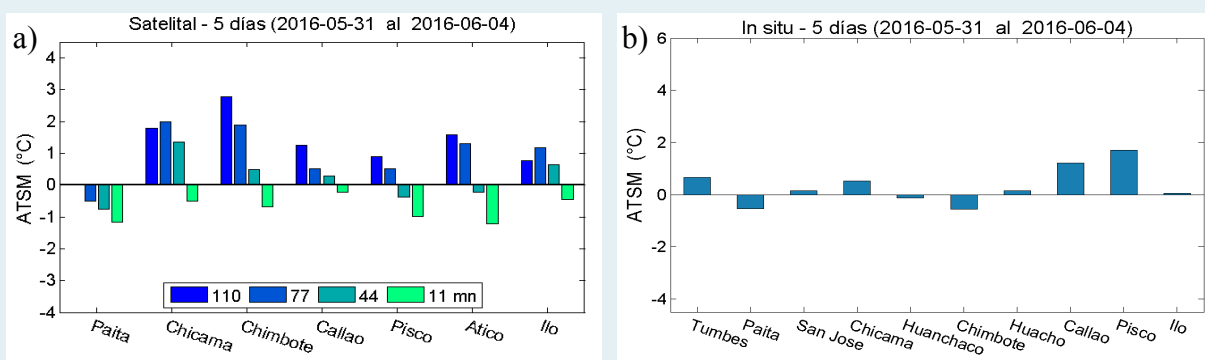 a)
Satelital - 5 días (2016-05-31 al 2016-06-04)
4
3
2
1
0
-1
-2
-3
-4
ATSM (°C)
110 77 44 11 mn
Paita Chicama Chimbote Callao Pisco Atico Ilo
b)
In situ - 5 días (2016-05-31 al 2016-06-04)
6
4
2
0
-2
-4
ATSM (°C)
Tumbes Paita San Jose Chicama Huanchaco Chimbote Huacho Callao Pisco Ilo